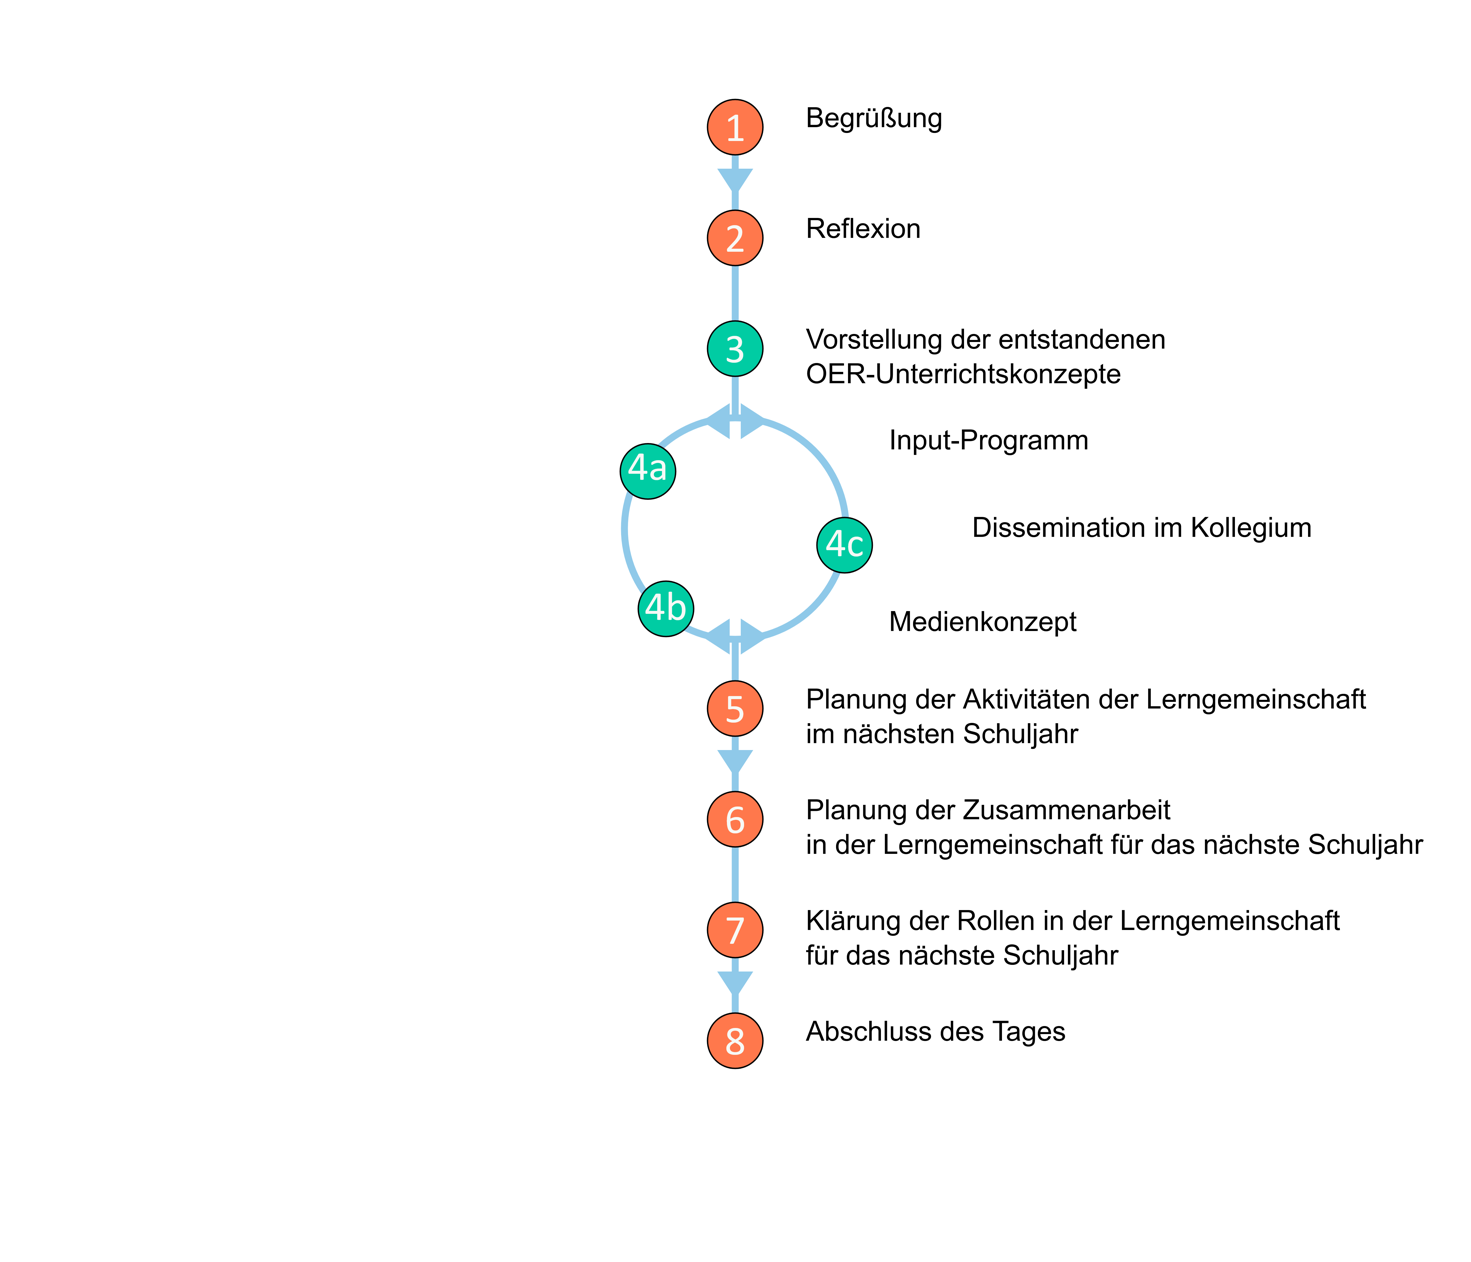 1
Begrüßung
2
Reflexion
3
Vorstellung der entstandenen
OER-Unterrichtskonzepte
Input-Programm
4a
Dissemination im Kollegium
4c
4b
Medienkonzept
5
Planung der Aktivitäten der Lerngemeinschaft
im nächsten Schuljahr
6
Planung der Zusammenarbeit
in der Lerngemeinschaft für das nächste Schuljahr
7
Klärung der Rollen in der Lerngemeinschaft
für das nächste Schuljahr
8
Abschluss des Tages